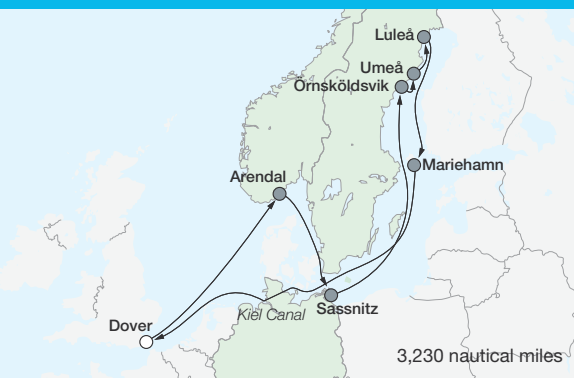 Luleå
Umeå
Örnsköldsvik
Mariehamn
Arendal
Sassnitz
Kiel Canal
Dover
3,230 nautical miles